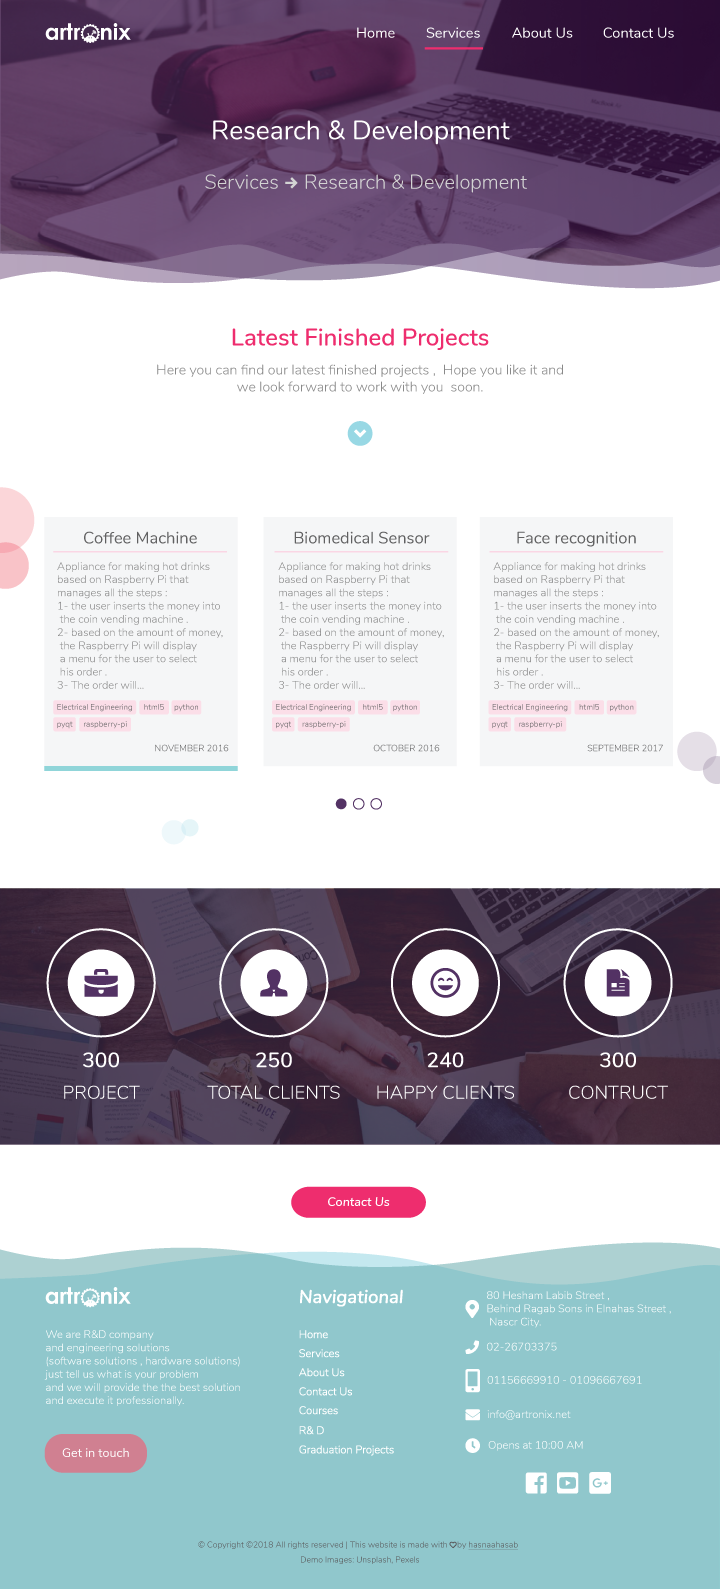 artronix
Home Services About Us Contact Us
Research & Development
Services → Research & Development
Latest Finished Projects
Here you can find our latest finished projects , Hope you like it and
we look forward to work with you soon.
Coffee Machine
Appliance for making hot drinks
based on Raspberry Pi that
manages all the steps :
1- the user inserts the money into
the coin vending machine .
2- based on the amount of money,
the Raspberry Pi will display
a menu for the user to select
his order .
3- The order will...
Electrical Engineering html5 python
pyqt raspberry-pi
NOVEMBER 2016
Biomedical Sensor
Appliance for making hot drinks
based on Raspberry Pi that
manages all the steps :
1- the user inserts the money into
the coin vending machine .
2- based on the amount of money,
the Raspberry Pi will display
a menu for the user to select
his order .
3- The order will...
Electrical Engineering html5 python
pyqt raspberry-pi
OCTOBER 2016
Face recognition
Appliance for making hot drinks
based on Raspberry Pi that
manages all the steps :
1- the user inserts the money into
the coin vending machine .
2- based on the amount of money,
the Raspberry Pi will display
a menu for the user to select
his order .
3- The order will...
Electrical Engineering html5 python
pyqt raspberry-pi
SEPTEMBER 2017
INVOICE
300 250 240 300
PROJECT TOTAL CLIENTS HAPPY CLIENTS CONTRUCT
Contact Us
artronix
We are R&D company
and engineering solutions
(software solutions , hardware solutions)
just tell us what is your problem
and we will provide the the best solution
and execute it professionally.
Get in touch
Navigational
Home
Services
About Us
Contact Us
Courses
R& D
Graduation Projects
80 Hesham Labib Street ,
Behind Ragab Sons in Elnahas Street ,
Nascr City.
02-26703375
01156669910 - 01096667691
info@artronix.net
Opens at 10:00 AM
G+
© Copyright ©2018 All rights reserved | This website is made with ♡by hasnaahasab
Demo Images: Unsplash, Pexels